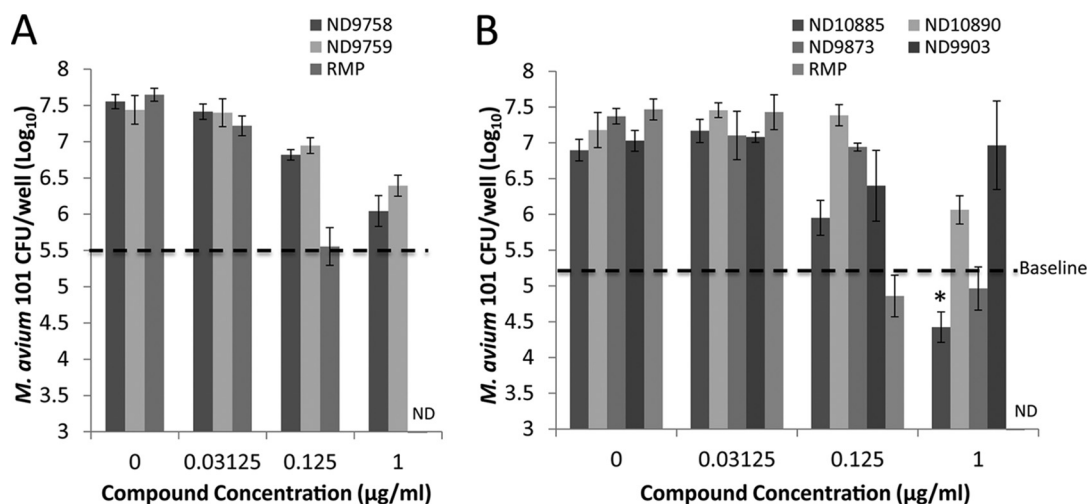 A
ND9758
ND9759
RMP
M. avium 101 CFU/well (Log10)
8
7.5
7
6.5
6
5.5
5
4.5
4
3.5
3
ND
0 0.03125 0.125 1
Compound Concentration (µg/ml)
B
ND10885 ND10890
ND9873 ND9903
RMP
M. avium 101 CFU/well (Log10)
8
7.5
7
6.5
6
5.5
5
4.5
4
3.5
3
Baseline
*
ND
0 0.03125 0.125 1
Compound Concentration (µg/ml)